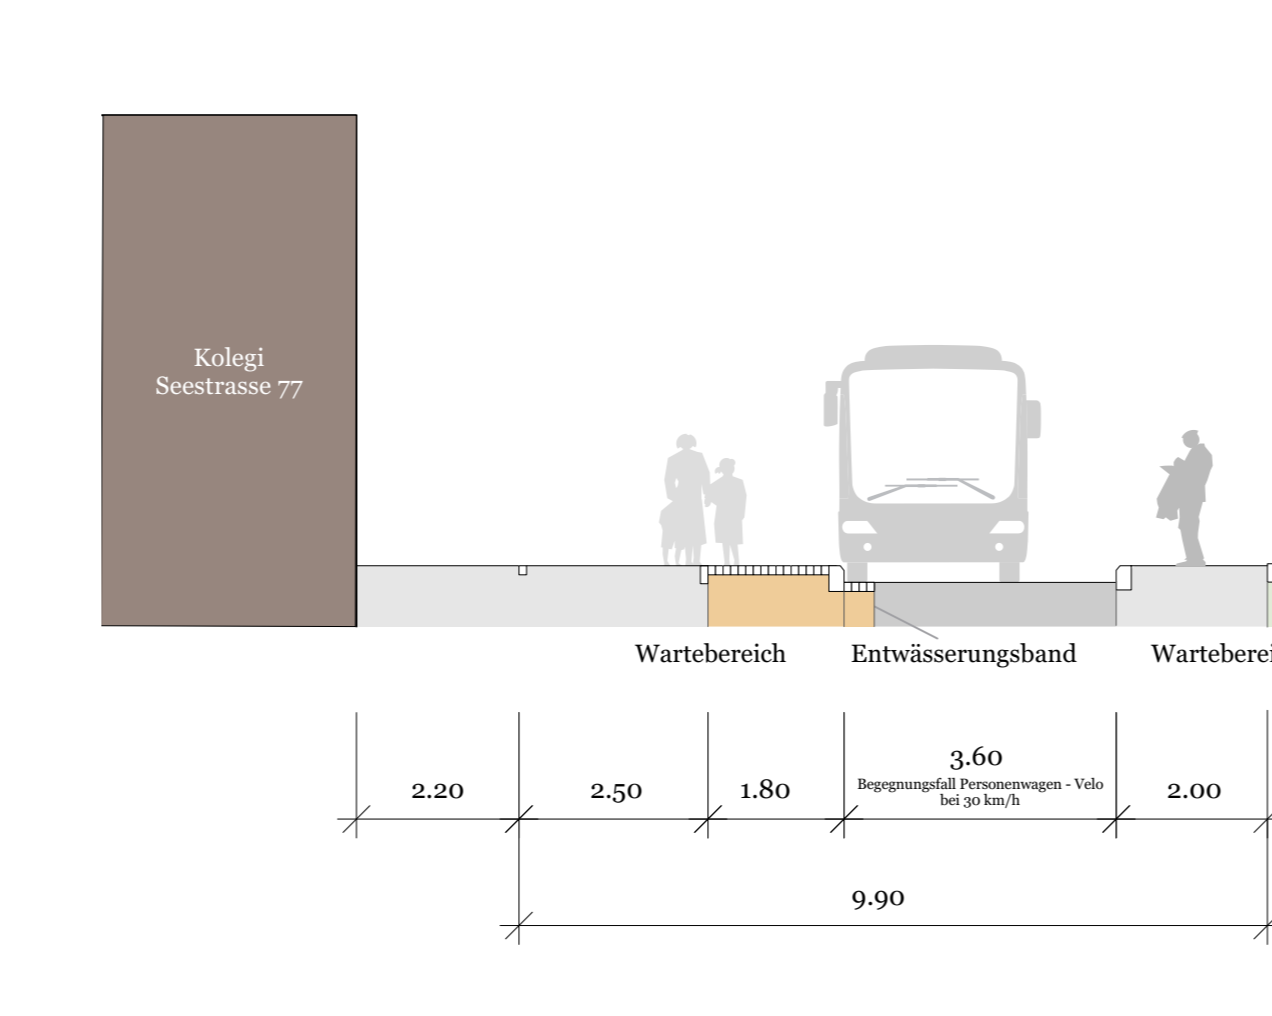 Kolegi
Seestrasse 77
Wartebereich
Entwässerungsband
Warteberei
2.20
2.50
1.80
3.60
Begegnungsfall Personenwagen - Velo
bei 30 km/h
2.00
9.90